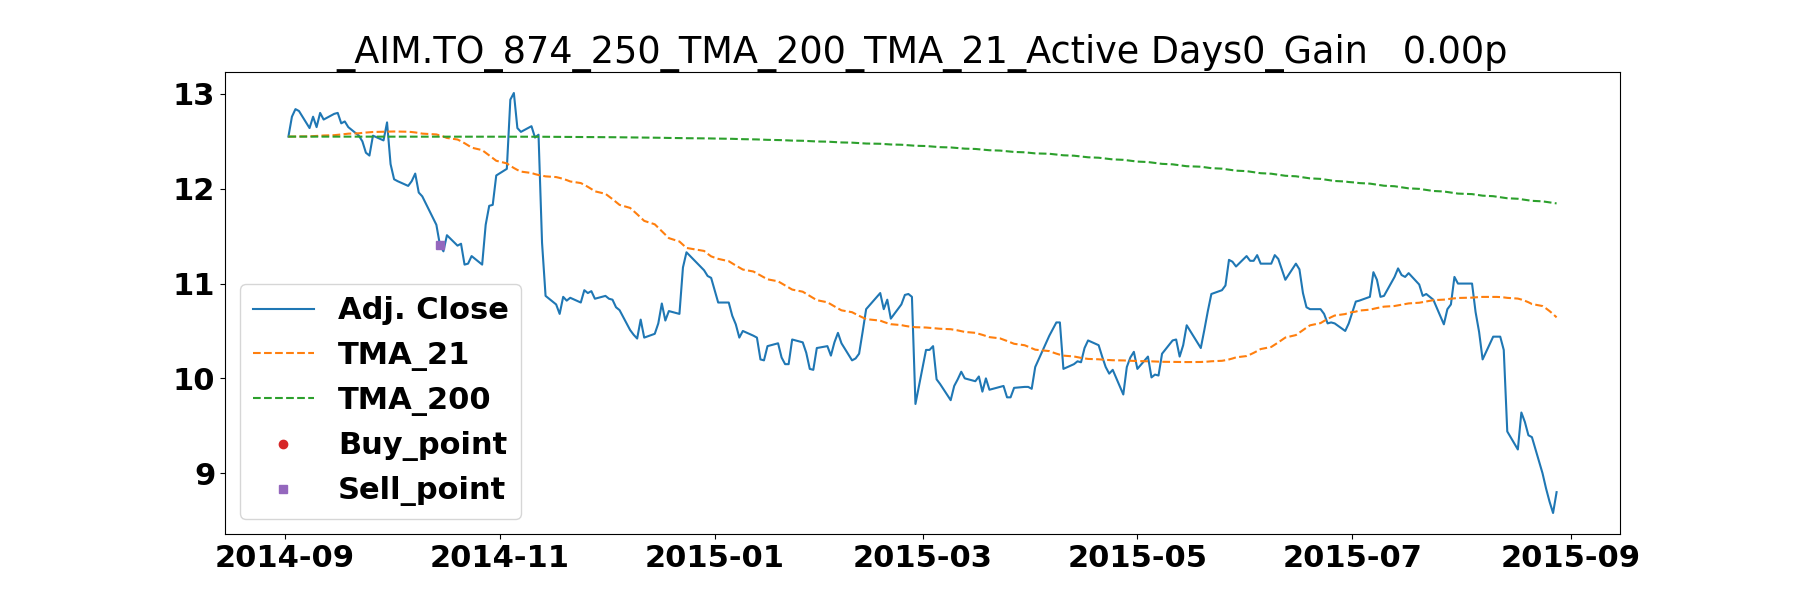 _AIM.TO_874_250_TMA_200_TMA_21_Active Days0_Gain   0.00p
13
12
11
10
9
Adj. Close
TMA_21
TMA_200
Buy_point
Sell_point
2014-09 2014-11 2015-01 2015-03 2015-05 2015-07 2015-09